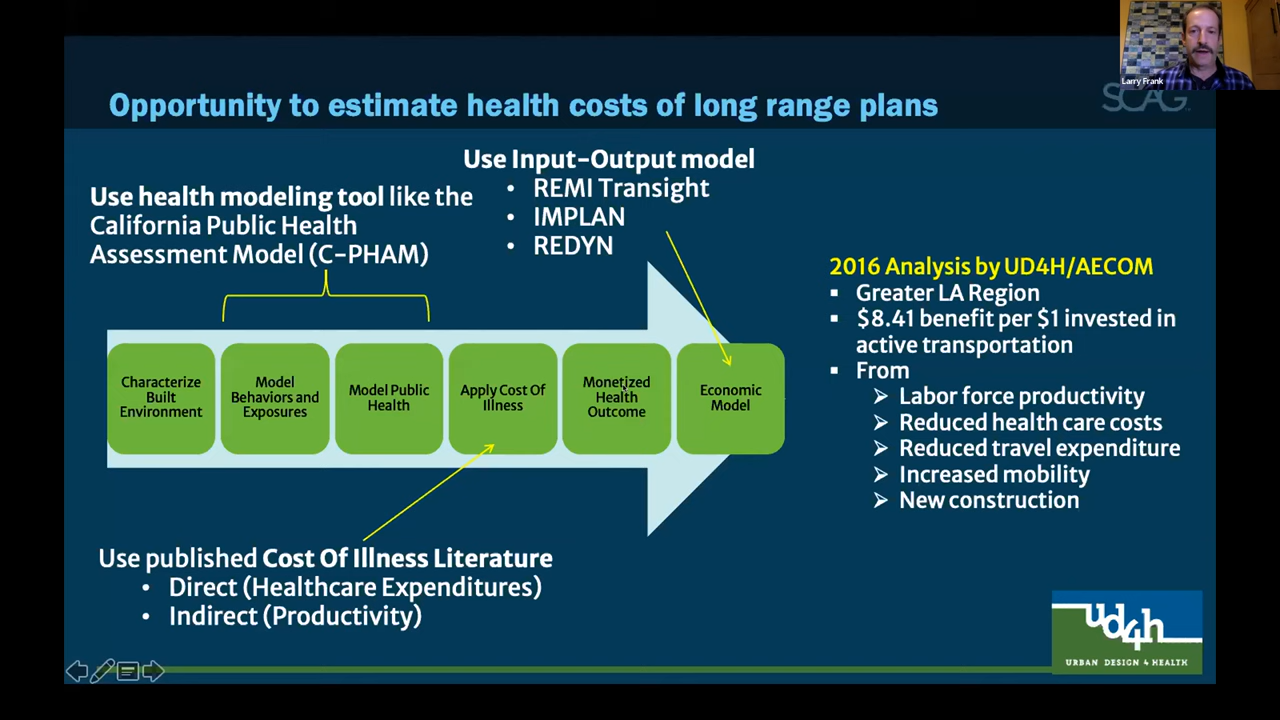 Larry Frank
SCAG
Opportunity to estimate health costs of long range plans
Use health modeling tool like the
California Public Health
Assessment Model (C-PHAM)
Use Input-Output model
• REMI Transight
• IMPLAN
• REDYN
Characterize
Built
Environment
Model
Behaviors and
Exposures
Model Public
Health
Apply Cost Of
Illness
Monetized
Health
Outcome
Economic
Model
Use published Cost Of Illness Literature
• Direct (Healthcare Expenditures)
• Indirect (Productivity)
2016 Analysis by UD4H/AECOM
▪ Greater LA Region
▪ $8.41 benefit per $1 invested in
active transportation
▪ From
➢ Labor force productivity
➢ Reduced health care costs
➢ Reduced travel expenditure
➢ Increased mobility
➢ New construction
ud4h
URBAN DESIGN 4 HEALTH